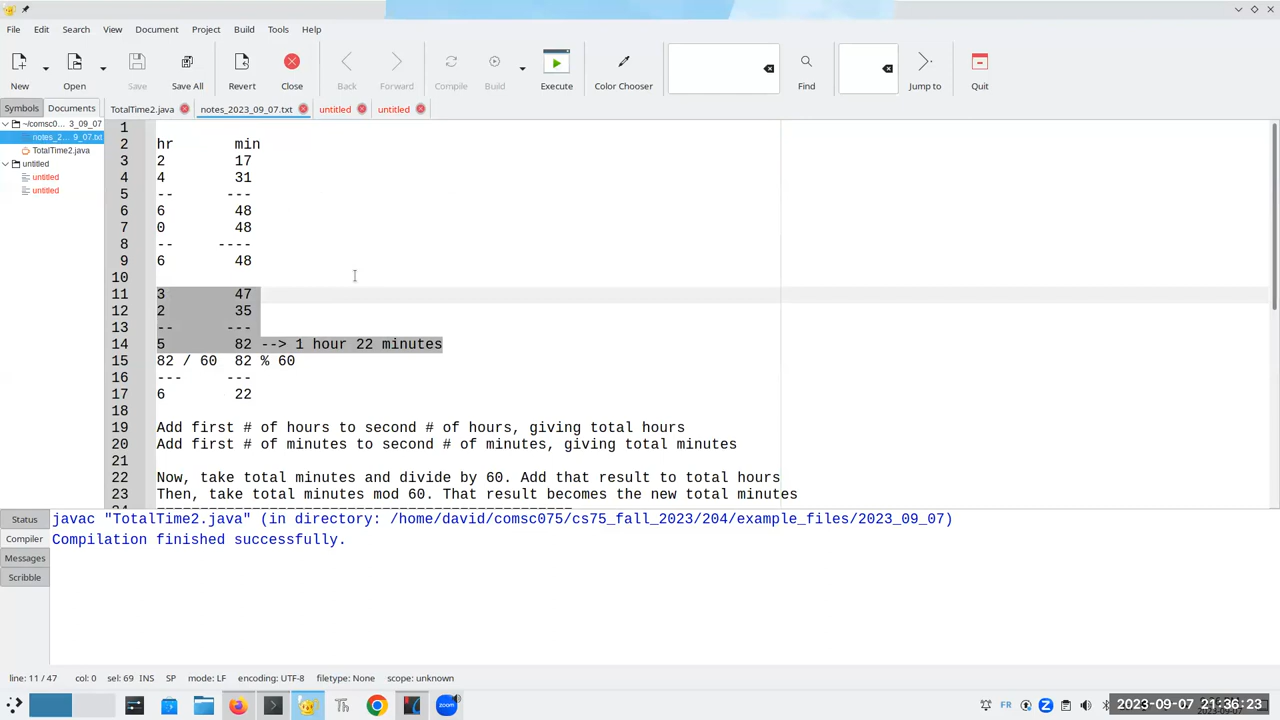 File Edit Search View Document Project Build Tools Help
New Open Save Save All Revert Close Back Forward Compile Build Execute Color Chooser Find Jump to Quit
Symbols Documents TotalTime2.java notes_2023_09_07.txt untitled untitled
~/comsc0... 3_09_07
notes_2... 9_07.txt
TotalTime2.java
untitled
untitled
untitled
1
2 hr min
3 2 17
4 4 31
5 -- ---
6 6 48
7 0 48
8 -- ----
9 6 48
10
11 3 47
12 2 35
13 -- ---
14 5 82 --> 1 hour 22 minutes
15 82 / 60 82 % 60
16 --- ---
17 6 22
18
19 Add first # of hours to second # of hours, giving total hours
20 Add first # of minutes to second # of minutes, giving total minutes
21
22 Now, take total minutes and divide by 60. Add that result to total hours
23 Then, take total minutes mod 60. That result becomes the new total minutes
Status
Compiler
Messages
Scribble
javac "TotalTime2.java" (in directory: /home/david/comsc075/cs75_fall_2023/204/example_files/2023_09_07)
Compilation finished successfully.
line: 11 / 47 col: 0 sel: 69 INS SP mode: LF encoding: UTF-8 filetype: None scope: unknown
Th zoom FR 2023-09-07 21:36:23